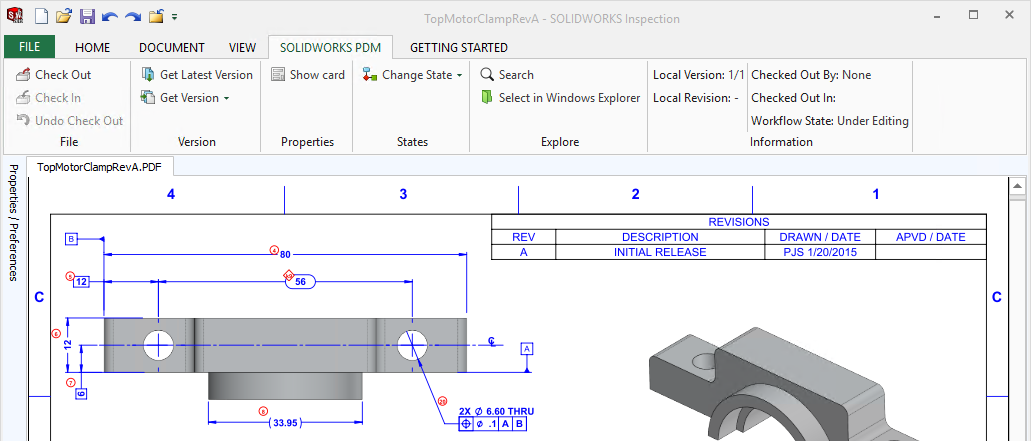 TopMotorClampRevA - SOLIDWORKS Inspection
FILE HOME DOCUMENT VIEW SOLIDWORKS PDM GETTING STARTED
Check Out
Check In
Undo Check Out
File
Get Latest Version
Get Version
Version
Show card
Properties
Change State
States
Search
Select in Windows Explorer
Explore
Local Version: 1/1
Local Revision: -
Checked Out By: None
Checked Out In:
Workflow State: Under Editing
Information
Properties / Preferences
TopMotorClampRevA.PDF
4 3 2 1
REVISIONS
REV DESCRIPTION DRAWN / DATE APVD / DATE
A INITIAL RELEASE PJS 1/20/2015
B
4
80
5
12
56
C
C
6
12
7
6
A
8
(33.95)
2X Ø 6.60 THRU
⌖ Ø .1 A B